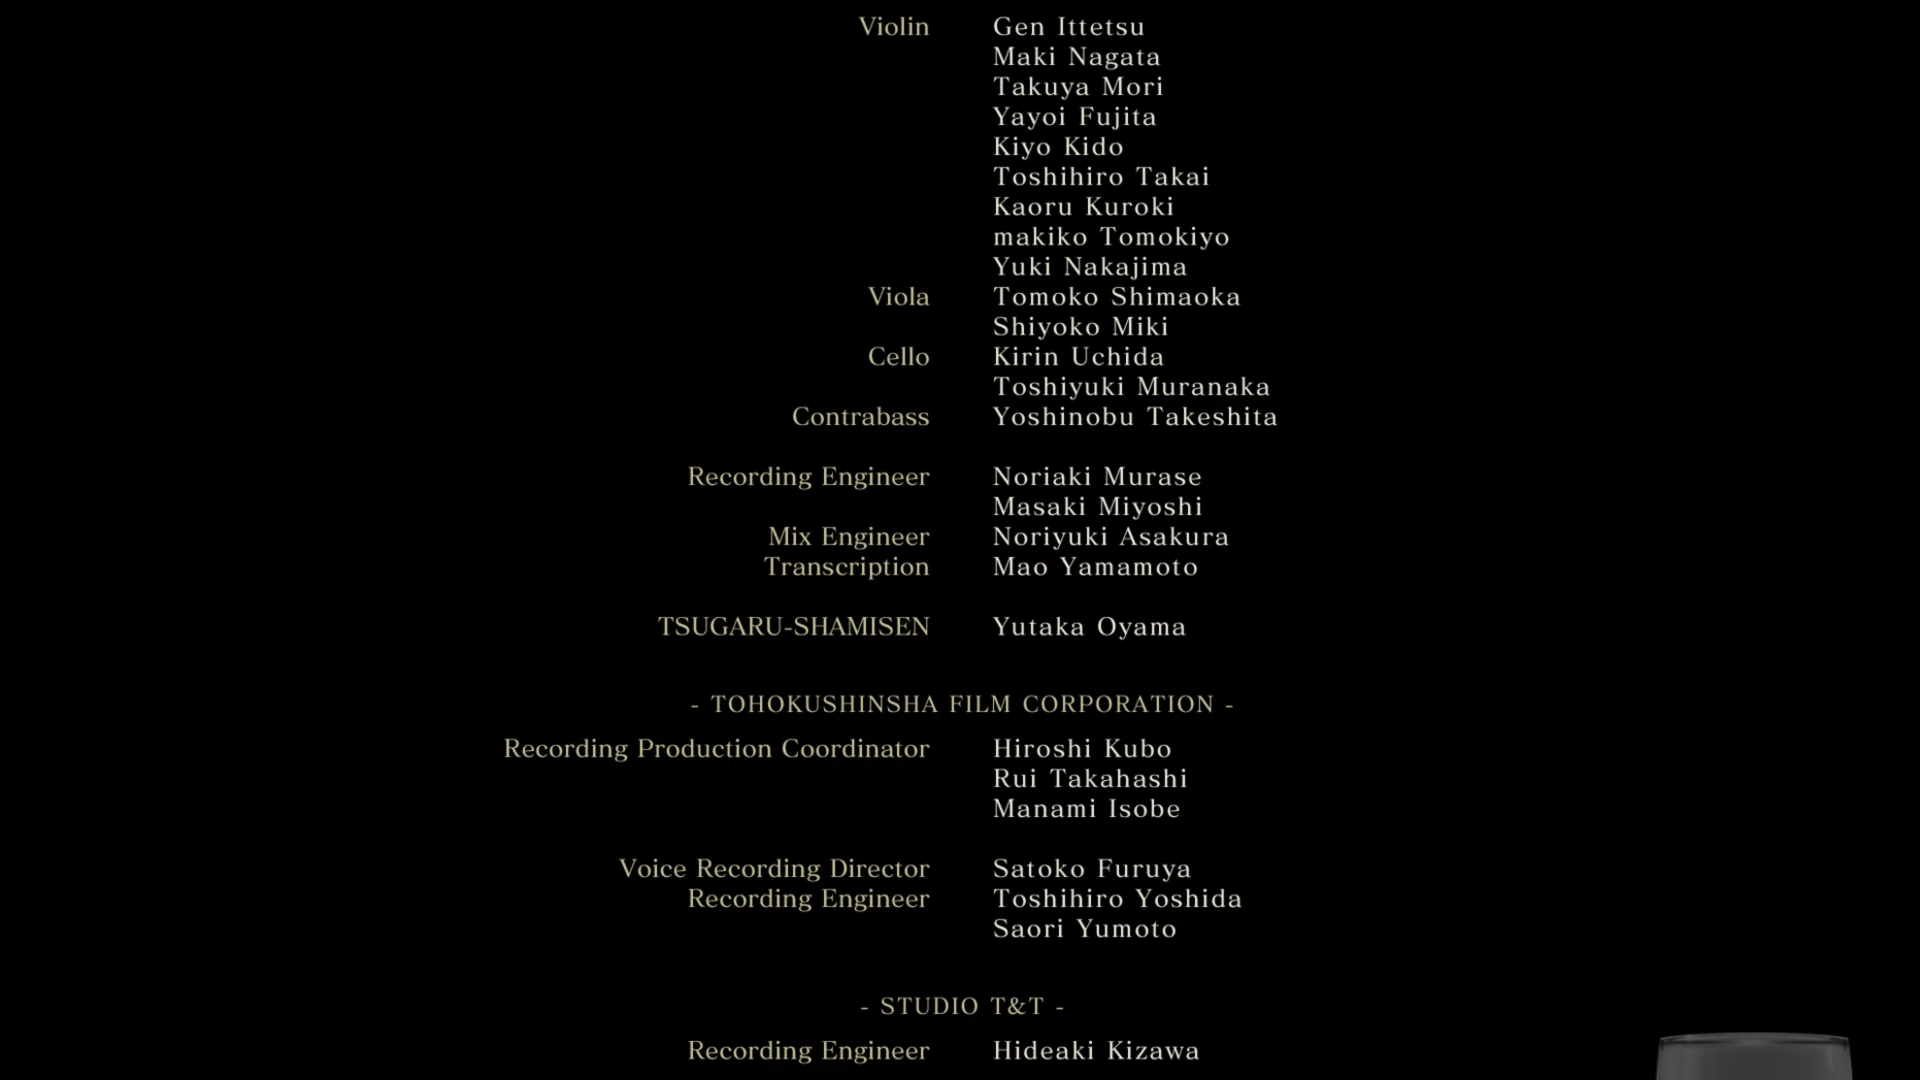 Violin Gen Ittetsu
Maki Nagata
Takuya Mori
Yayoi Fujita
Kiyo Kido
Toshihiro Takai
Kaoru Kuroki
makiko Tomokiyo
Yuki Nakajima
Viola Tomoko Shimaoka
Shiyoko Miki
Cello Kirin Uchida
Toshiyuki Muranaka
Contrabass Yoshinobu Takeshita
Recording Engineer Noriaki Murase
Masaki Miyoshi
Mix Engineer Noriyuki Asakura
Transcription Mao Yamamoto
TSUGARU-SHAMISEN Yutaka Oyama
- TOHOKUSHINSHA FILM CORPORATION -
Recording Production Coordinator Hiroshi Kubo
Rui Takahashi
Manami Isobe
Voice Recording Director Satoko Furuya
Recording Engineer Toshihiro Yoshida
Saori Yumoto
- STUDIO T&T -
Recording Engineer Hideaki Kizawa